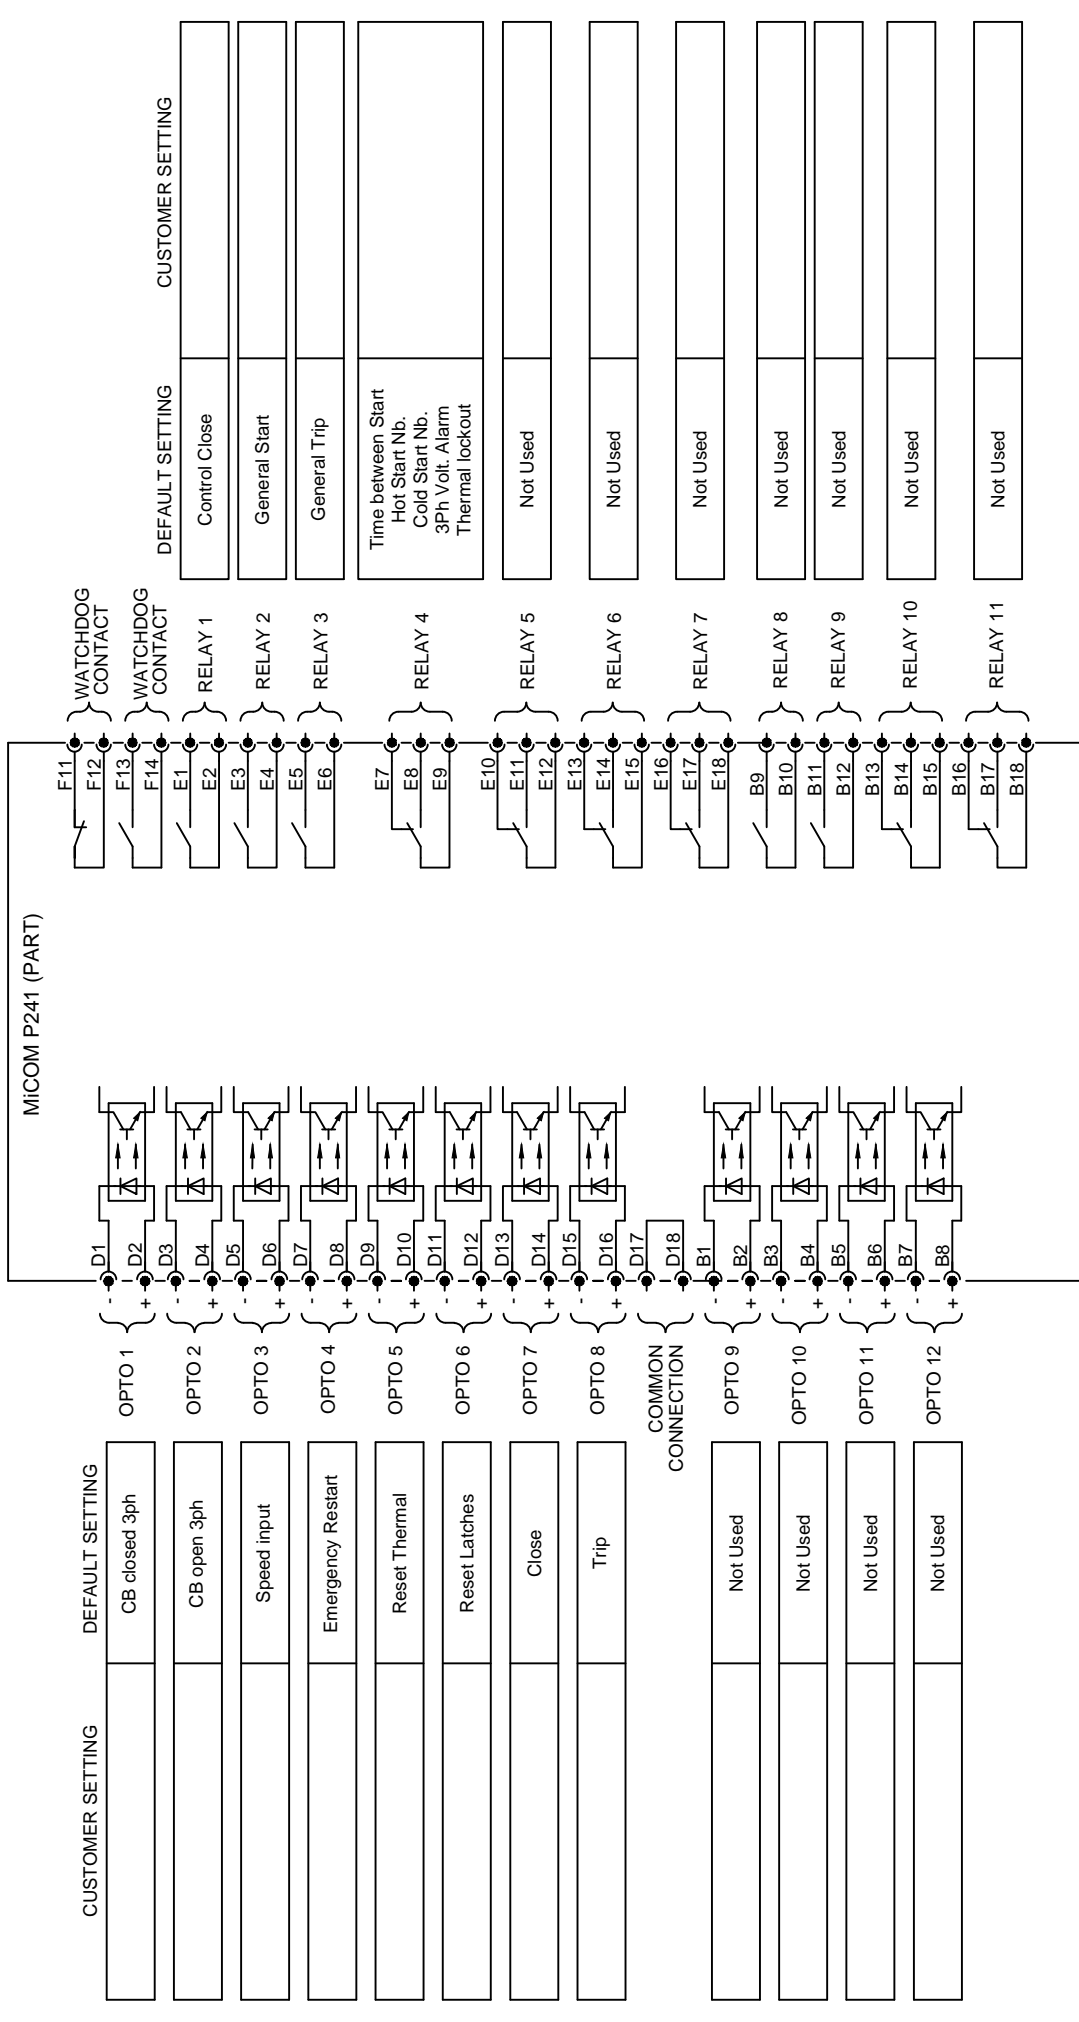 MiCOM P241 (PART)
CUSTOMER SETTING
DEFAULT SETTING
CB closed 3ph
OPTO 1
-
+
D1
D2
CB open 3ph
OPTO 2
-
+
D3
D4
Speed input
OPTO 3
-
+
D5
D6
Emergency Restart
OPTO 4
-
+
D7
D8
Reset Thermal
OPTO 5
-
+
D9
D10
Reset Latches
OPTO 6
-
+
D11
D12
Close
OPTO 7
-
+
D13
D14
Trip
OPTO 8
-
+
D15
D16
COMMON
CONNECTION
D17
D18
Not Used
OPTO 9
-
+
B1
B2
Not Used
OPTO 10
-
+
B3
B4
Not Used
OPTO 11
-
+
B5
B6
Not Used
OPTO 12
-
+
B7
B8
DEFAULT SETTING
CUSTOMER SETTING
F11
F12
WATCHDOG
CONTACT
F13
F14
WATCHDOG
CONTACT
E1
E2
RELAY 1
Control Close
E3
E4
RELAY 2
General Start
E5
E6
RELAY 3
General Trip
E7
E8
E9
RELAY 4
Time between Start
Hot Start Nb.
Cold Start Nb.
3Ph Volt. Alarm
Thermal lockout
E10
E11
E12
RELAY 5
Not Used
E13
E14
E15
RELAY 6
Not Used
E16
E17
E18
RELAY 7
Not Used
B9
B10
RELAY 8
Not Used
B11
B12
RELAY 9
Not Used
B13
B14
B15
RELAY 10
Not Used
B16
B17
B18
RELAY 11
Not Used